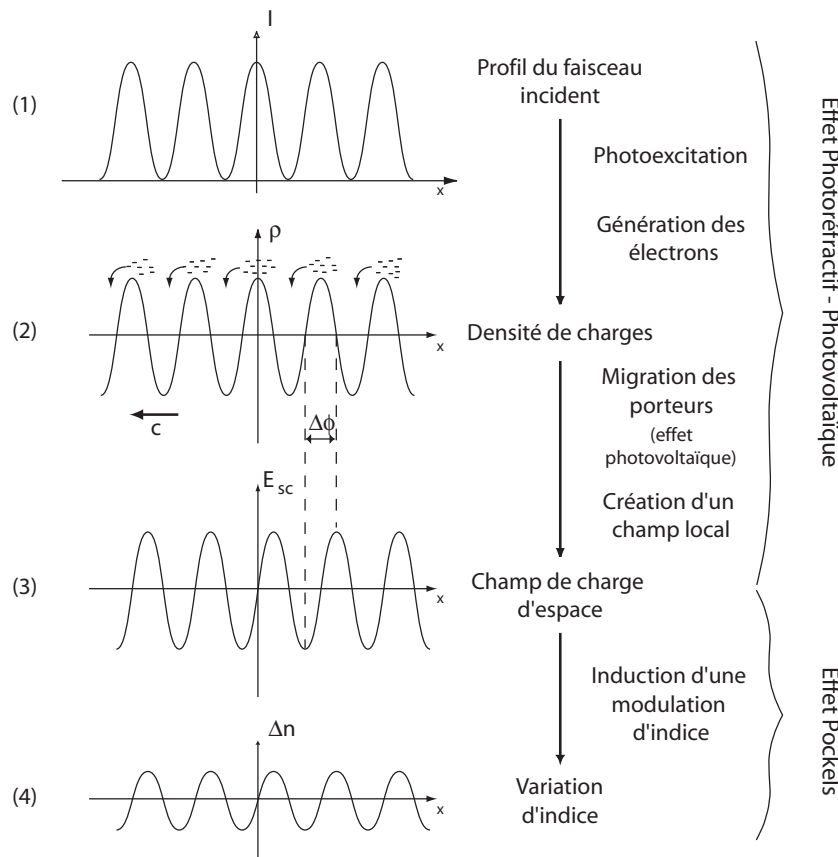 I
(1)
x
Profil du faisceau
incident
Photoexcitation
Génération des
électrons
ρ
(2)
x
c
Δϕ
Densité de charges
Migration des
porteurs
(effet
photovoltaïque)
Création d'un
champ local
Effet Photoréfractif - Photovoltaïque
E sc
(3)
x
Champ de charge
d'espace
Induction d'une
modulation
d'indice
Δn
(4)
x
Variation
d'indice
Effet Pockels